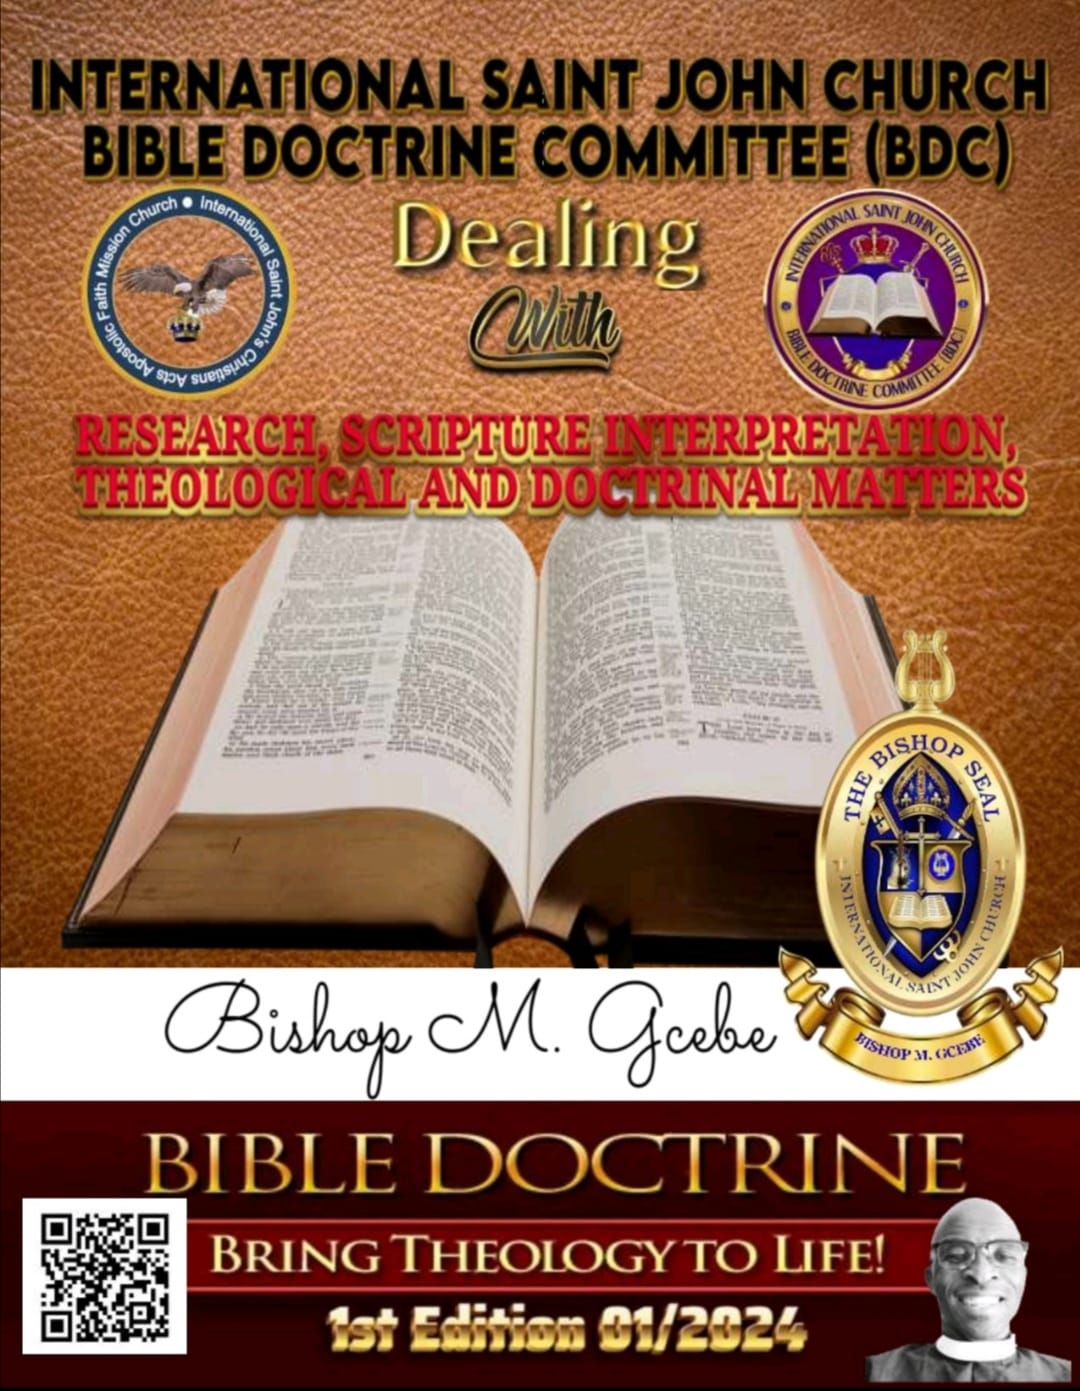 INTERNATIONAL SAINT JOHN CHURCH
BIBLE DOCTRINE COMMITTEE (BDC)
Dealing
With
International Saint John's Christians Acts Apostolic Faith Mission Church
INTERNATIONAL SAINT JOHN CHURCH
BIBLE DOCTRINE COMMITTEE (BDC)
RESEARCH, SCRIPTURE INTERPRETATION,
THEOLOGICAL AND DOCTRINAL MATTERS
THE BISHOP SEAL
INTERNATIONAL SAINT JOHN CHURCH
BISHOP M. GCEBE
Bishop M. Gcebe
BIBLE DOCTRINE
BRING THEOLOGY TO LIFE!
1st Edition 01/2024